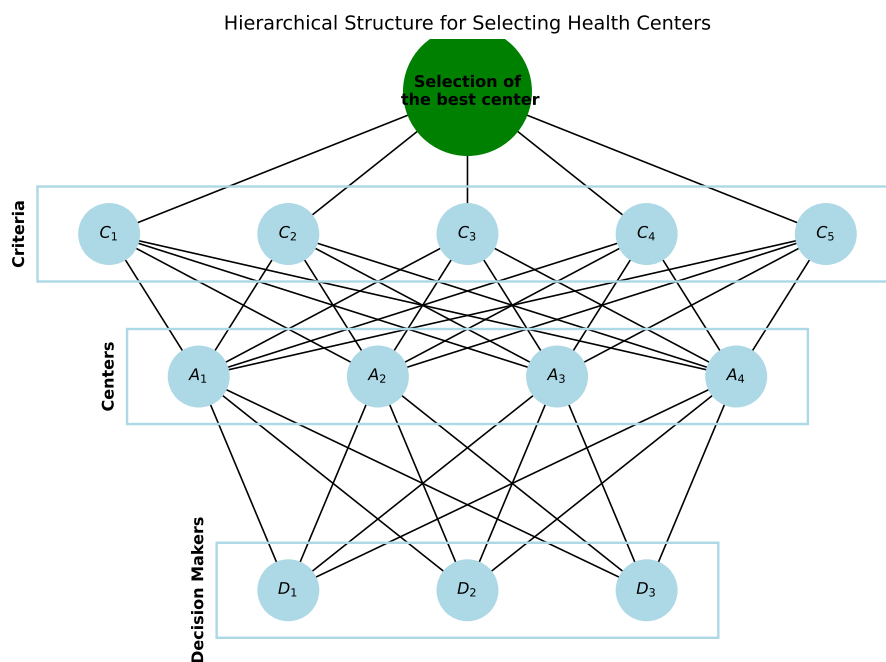 Hierarchical Structure for Selecting Health Centers
Selection of
the best center
Criteria
C₁ C₂ C₃ C₄ C₅
Centers
A₁ A₂ A₃ A₄
Decision Makers
D₁ D₂ D₃